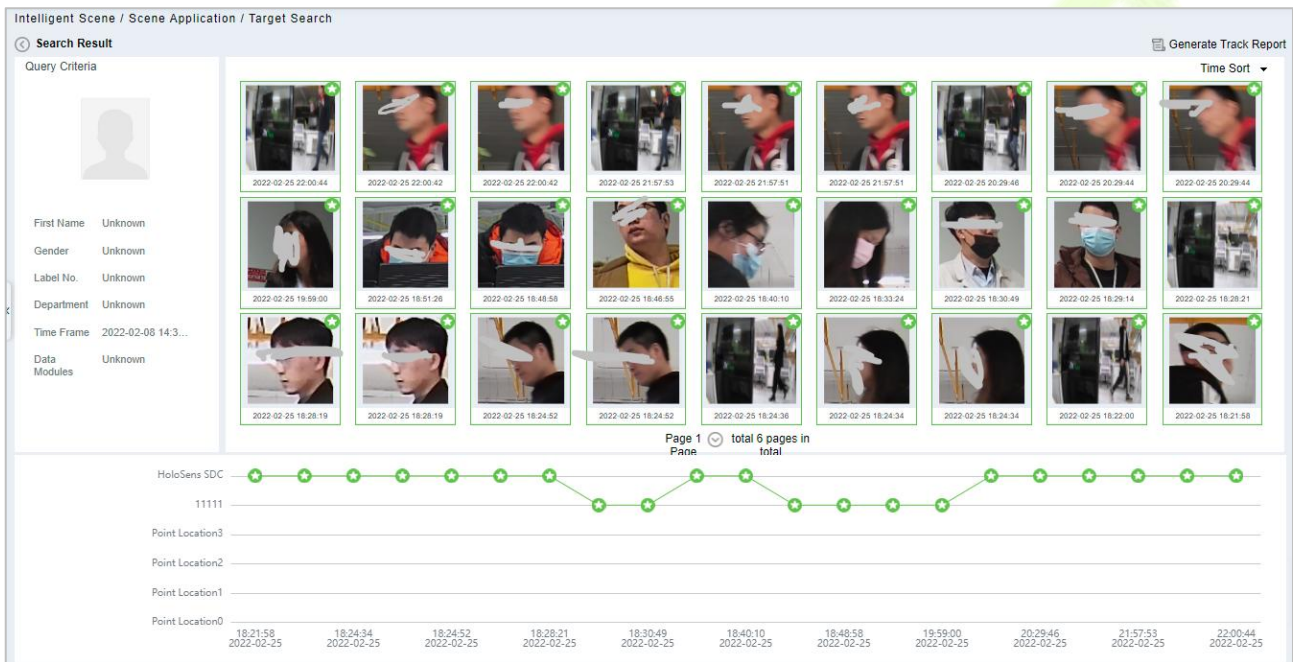 Intelligent Scene / Scene Application / Target Search
Search Result
Generate Track Report
Query Criteria
Time Sort
First Name Unknown
Gender Unknown
Label No. Unknown
Department Unknown
Time Frame 2022-02-08 14:3...
Data Modules Unknown
2022-02-25 22:00:44 2022-02-25 22:00:42 2022-02-25 22:00:42 2022-02-25 21:57:53 2022-02-25 21:57:51 2022-02-25 21:57:51 2022-02-25 20:29:46 2022-02-25 20:29:44 2022-02-25 20:29:44
2022-02-25 19:59:00 2022-02-25 18:51:26 2022-02-25 18:48:58 2022-02-25 18:46:55 2022-02-25 18:40:10 2022-02-25 18:33:24 2022-02-25 18:30:49 2022-02-25 18:29:14 2022-02-25 18:28:21
2022-02-25 18:28:19 2022-02-25 18:28:19 2022-02-25 18:24:52 2022-02-25 18:24:52 2022-02-25 18:24:36 2022-02-25 18:24:34 2022-02-25 18:24:34 2022-02-25 18:22:00 2022-02-25 18:21:58
Page 1 total 6 pages in
Page total
HoloSens SDC
11111
Point Location3
Point Location2
Point Location1
Point Location0
18:21:58 18:24:34 18:24:52 18:28:21 18:30:49 18:40:10 18:48:58 19:59:00 20:29:46 21:57:53 22:00:44
2022-02-25 2022-02-25 2022-02-25 2022-02-25 2022-02-25 2022-02-25 2022-02-25 2022-02-25 2022-02-25 2022-02-25 2022-02-25